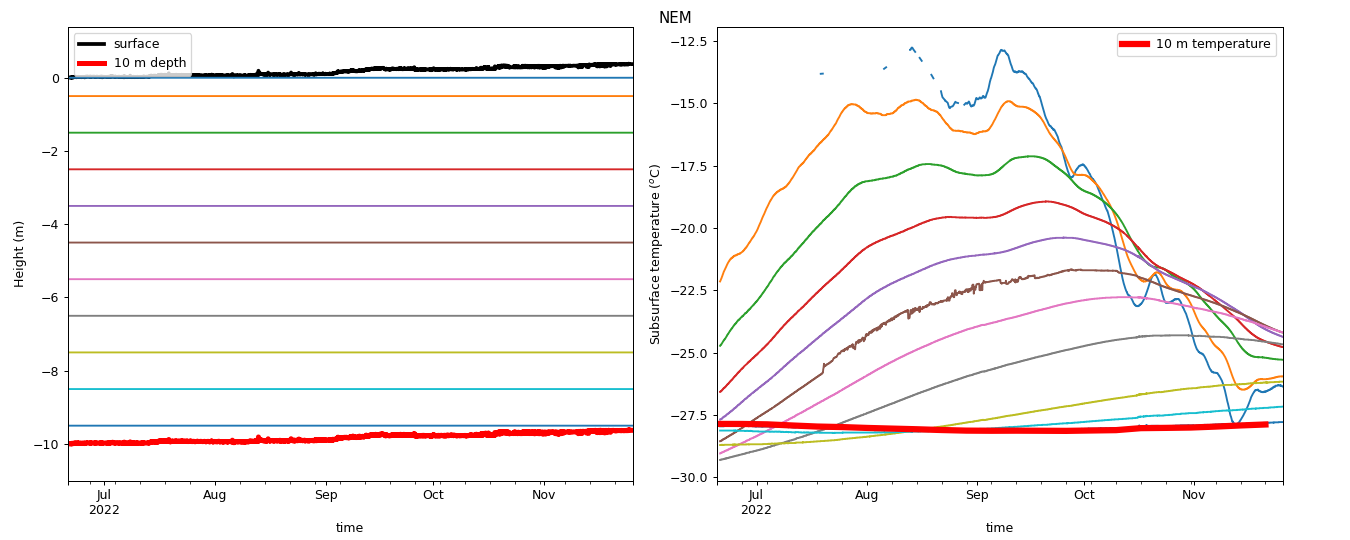 NEM
surface
10 m depth
0
−2
−4
−6
−8
−10
Height (m)
Jul
2022
Aug
Sep
Oct
Nov
time
10 m temperature
−12.5
−15.0
−17.5
−20.0
−22.5
−25.0
−27.5
−30.0
Subsurface temperature (°C)
Jul
2022
Aug
Sep
Oct
Nov
time